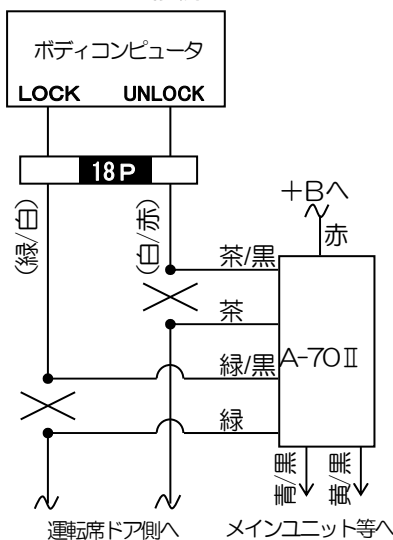 ボディコンピュータ
LOCK UNLOCK
18P
(緑/白)
(白/赤)
+Bへ
赤
茶/黒
茶
緑/黒
緑
A-70Ⅱ
青/黒
黄/黒
運転席ドア側へ
メインユニット等へ